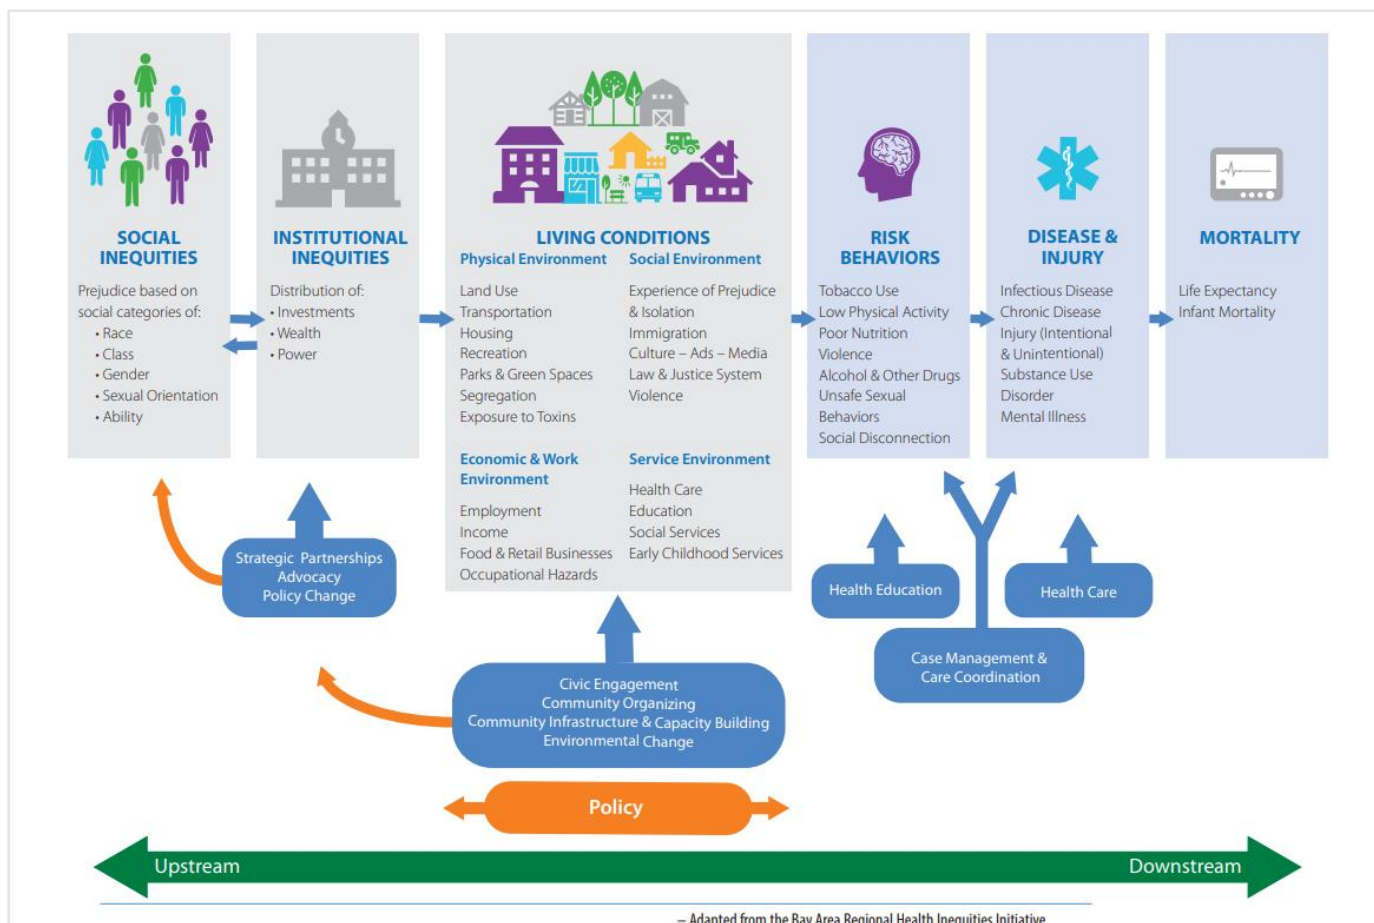 SOCIAL
INEQUITIES
Prejudice based on
social categories of:
• Race
• Class
• Gender
• Sexual Orientation
• Ability
INSTITUTIONAL
INEQUITIES
Distribution of:
• Investments
• Wealth
• Power
LIVING CONDITIONS
Physical Environment
Land Use
Transportation
Housing
Recreation
Parks & Green Spaces
Segregation
Exposure to Toxins
Social Environment
Experience of Prejudice
& Isolation
Immigration
Culture – Ads – Media
Law & Justice System
Violence
Economic & Work
Environment
Employment
Income
Food & Retail Businesses
Occupational Hazards
Service Environment
Health Care
Education
Social Services
Early Childhood Services
RISK
BEHAVIORS
Tobacco Use
Low Physical Activity
Poor Nutrition
Violence
Alcohol & Other Drugs
Unsafe Sexual
Behaviors
Social Disconnection
DISEASE &
INJURY
Infectious Disease
Chronic Disease
Injury (Intentional
& Unintentional)
Substance Use
Disorder
Mental Illness
MORTALITY
Life Expectancy
Infant Mortality
Strategic Partnerships
Advocacy
Policy Change
Civic Engagement
Community Organizing
Community Infrastructure & Capacity Building
Environmental Change
Health Education
Health Care
Case Management &
Care Coordination
Policy
Upstream
Downstream
– Adapted from the Bay Area Regional Health Inequities Initiative